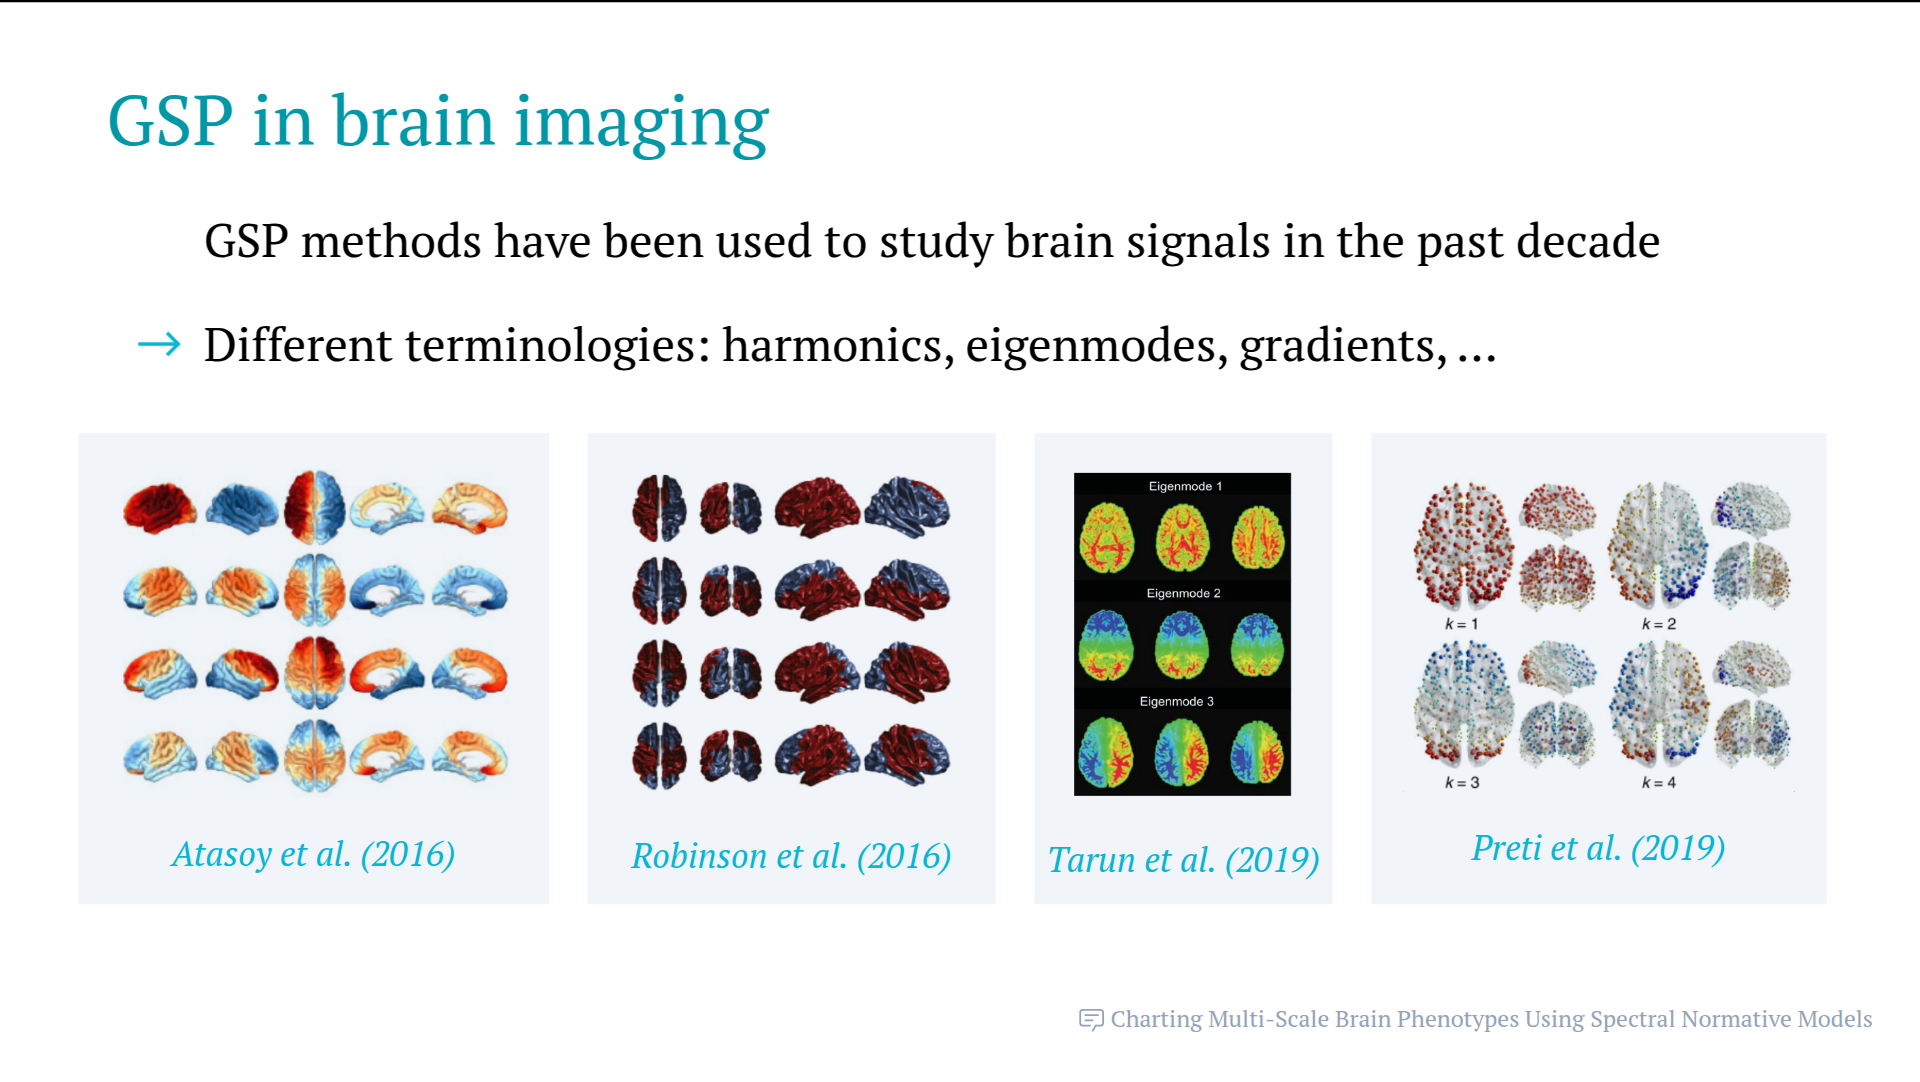 GSP in brain imaging
GSP methods have been used to study brain signals in the past decade
→ Different terminologies: harmonics, eigenmodes, gradients, ...
Atasoy et al. (2016)
Robinson et al. (2016)
Eigenmode 1
Eigenmode 2
Eigenmode 3
Tarun et al. (2019)
k = 1
k = 2
k = 3
k = 4
Preti et al. (2019)
Charting Multi-Scale Brain Phenotypes Using Spectral Normative Models